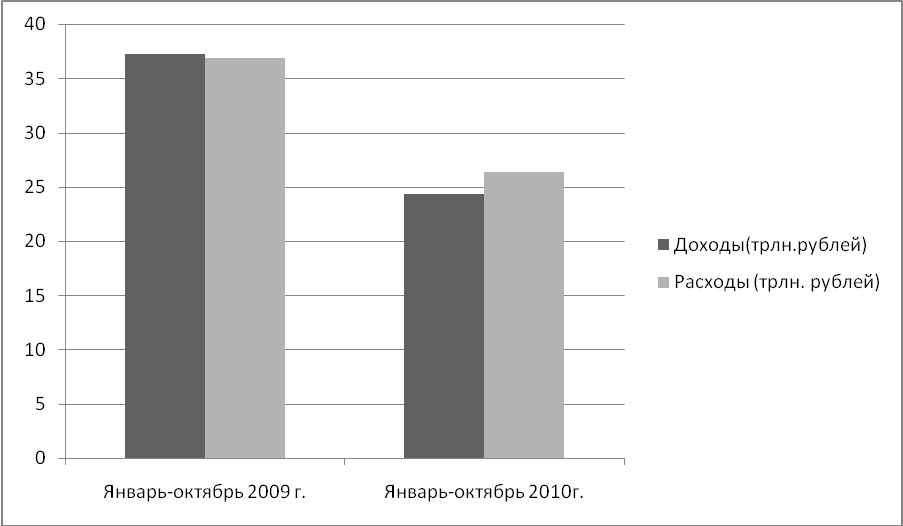 40
35
30
25
20
15
10
5
0
Январь-октябрь 2009 г.
Январь-октябрь 2010г.
Доходы(трлн.рублей)
Расходы (трлн. рублей)